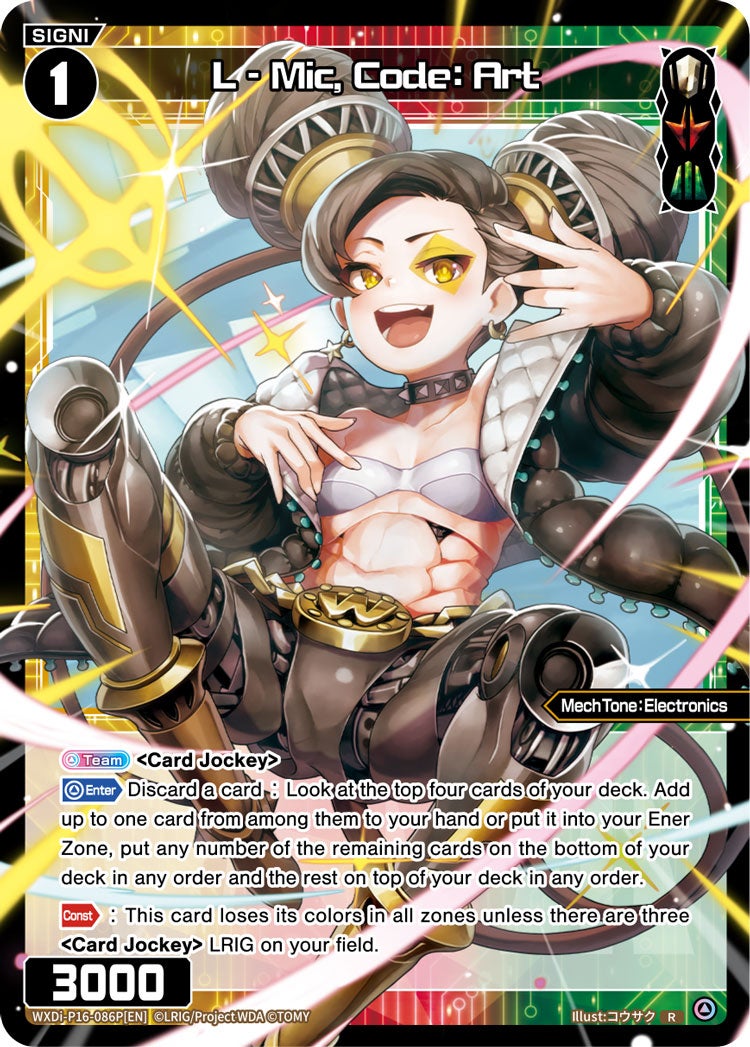 SIGNI
1
L - Mic, Code: Art
MechTone:Electronics
Team <Card Jockey>
Enter Discard a card : Look at the top four cards of your deck. Add
up to one card from among them to your hand or put it into your Ener
Zone, put any number of the remaining cards on the bottom of your
deck in any order and the rest on top of your deck in any order.
Const : This card loses its colors in all zones unless there are three
<Card Jockey> LRIG on your field.
3000
WXDi-P16-086P[EN] ©LRIG/ProjectWDA ©TOMY
Illust:コウサク R